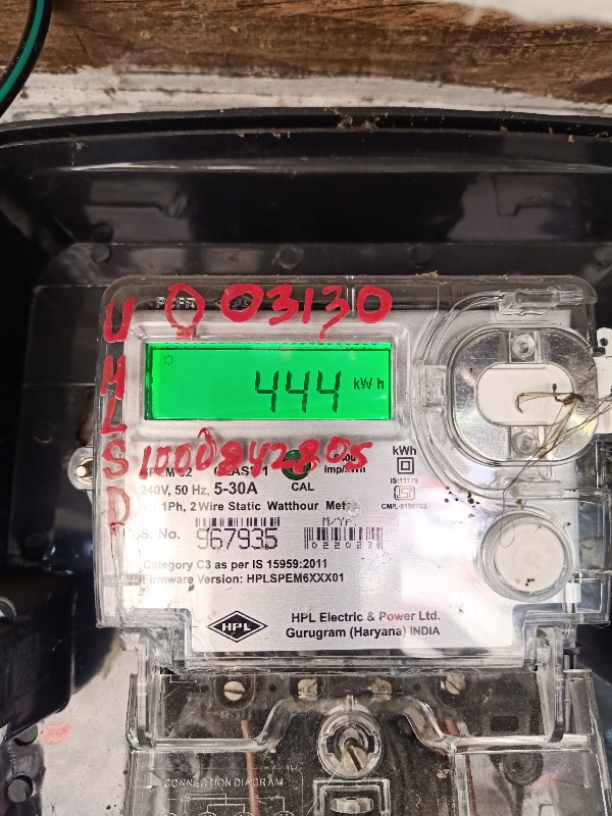 003130
UHLSD
444 kWh
1000842805
CAL
imp/kWh
kWh
240V, 50 Hz, 5-30A
IS:13779
1Ph, 2 Wire Static Watthour
M/Yr.
S. No. 967935
Category C3 as per IS 15959:2011
Firmware Version: HPLSPEM6XXX01
HPL
HPL Electric & Power Ltd.
Gurugram (Haryana) INDIA
CONNECTION DIAGRAM